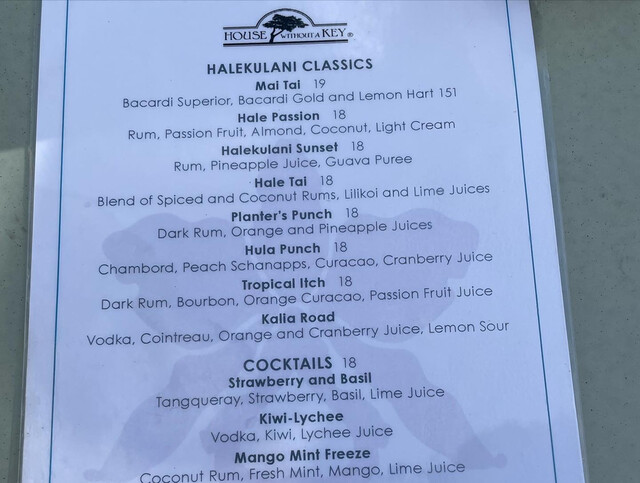 HOUSE WITHOUT A KEY®
HALEKULANI CLASSICS
Mai Tai 19
Bacardi Superior, Bacardi Gold and Lemon Hart 151
Hale Passion 18
Rum, Passion Fruit, Almond, Coconut, Light Cream
Halekulani Sunset 18
Rum, Pineapple Juice, Guava Puree
Hale Tai 18
Blend of Spiced and Coconut Rums, Lilikoi and Lime Juices
Planter's Punch 18
Dark Rum, Orange and Pineapple Juices
Hula Punch 18
Chambord, Peach Schanapps, Curacao, Cranberry Juice
Tropical Itch 18
Dark Rum, Bourbon, Orange Curacao, Passion Fruit Juice
Kalia Road
Vodka, Cointreau, Orange and Cranberry Juice, Lemon Sour
COCKTAILS 18
Strawberry and Basil
Tangqueray, Strawberry, Basil, Lime Juice
Kiwi-Lychee
Vodka, Kiwi, Lychee Juice
Mango Mint Freeze
Coconut Rum, Fresh Mint, Mango, Lime Juice